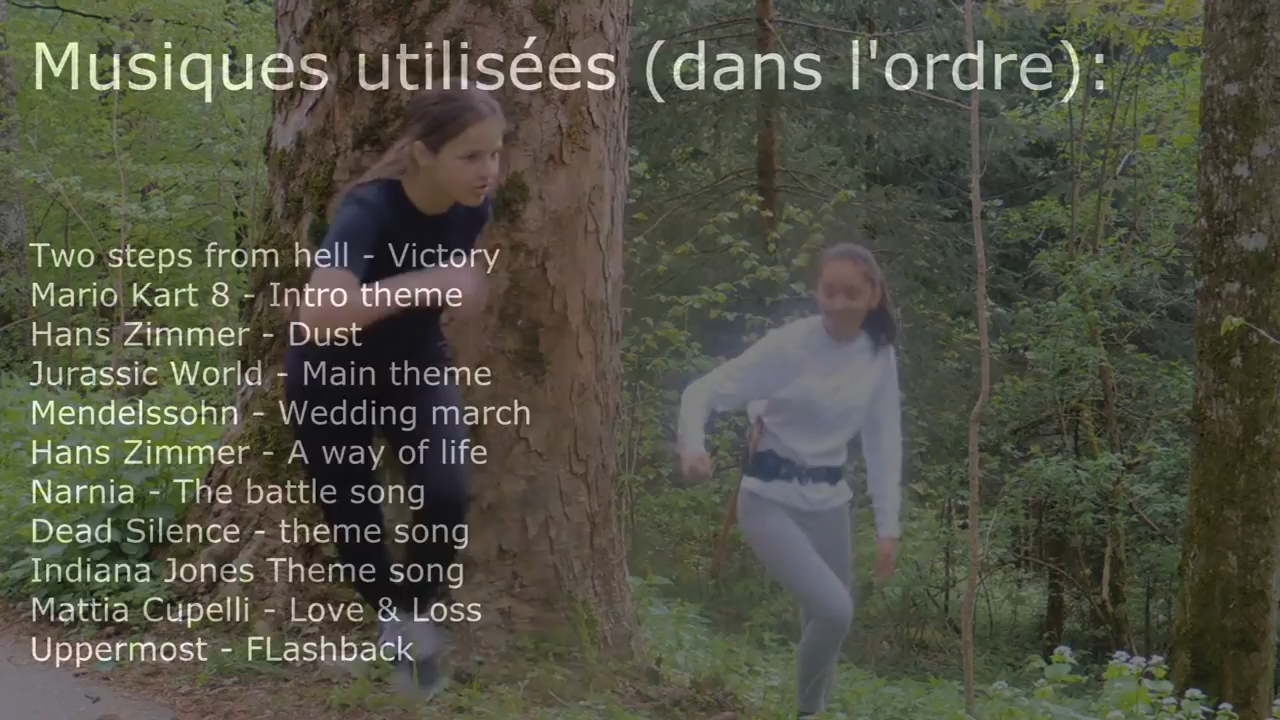 Musiques utilisées (dans l'ordre):
Two steps from hell - Victory
Mario Kart 8 - Intro theme
Hans Zimmer - Dust
Jurassic World - Main theme
Mendelssohn - Wedding march
Hans Zimmer - A way of life
Narnia - The battle song
Dead Silence - theme song
Indiana Jones Theme song
Mattia Cupelli - Love & Loss
Uppermost - FLashback